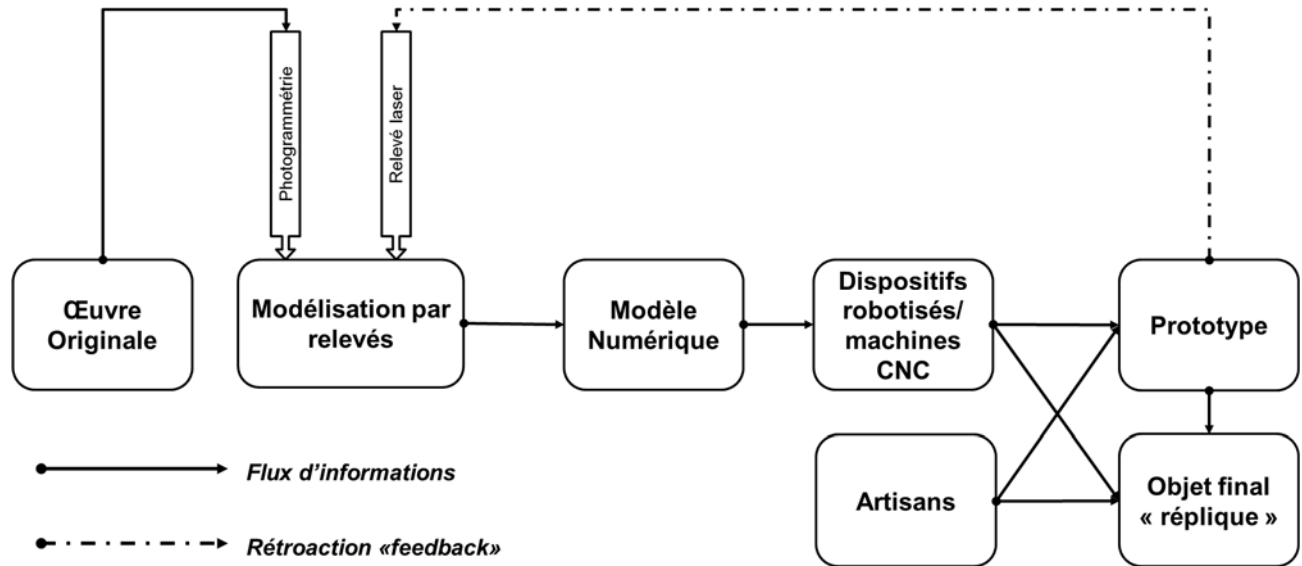 Photogrammétrie
Relevé laser
Œuvre
Originale
Modélisation par
relevés
Modèle
Numérique
Dispositifs
robotisés/
machines
CNC
Prototype
Artisans
Objet final
« réplique »
Flux d’informations
Rétroaction «feedback»